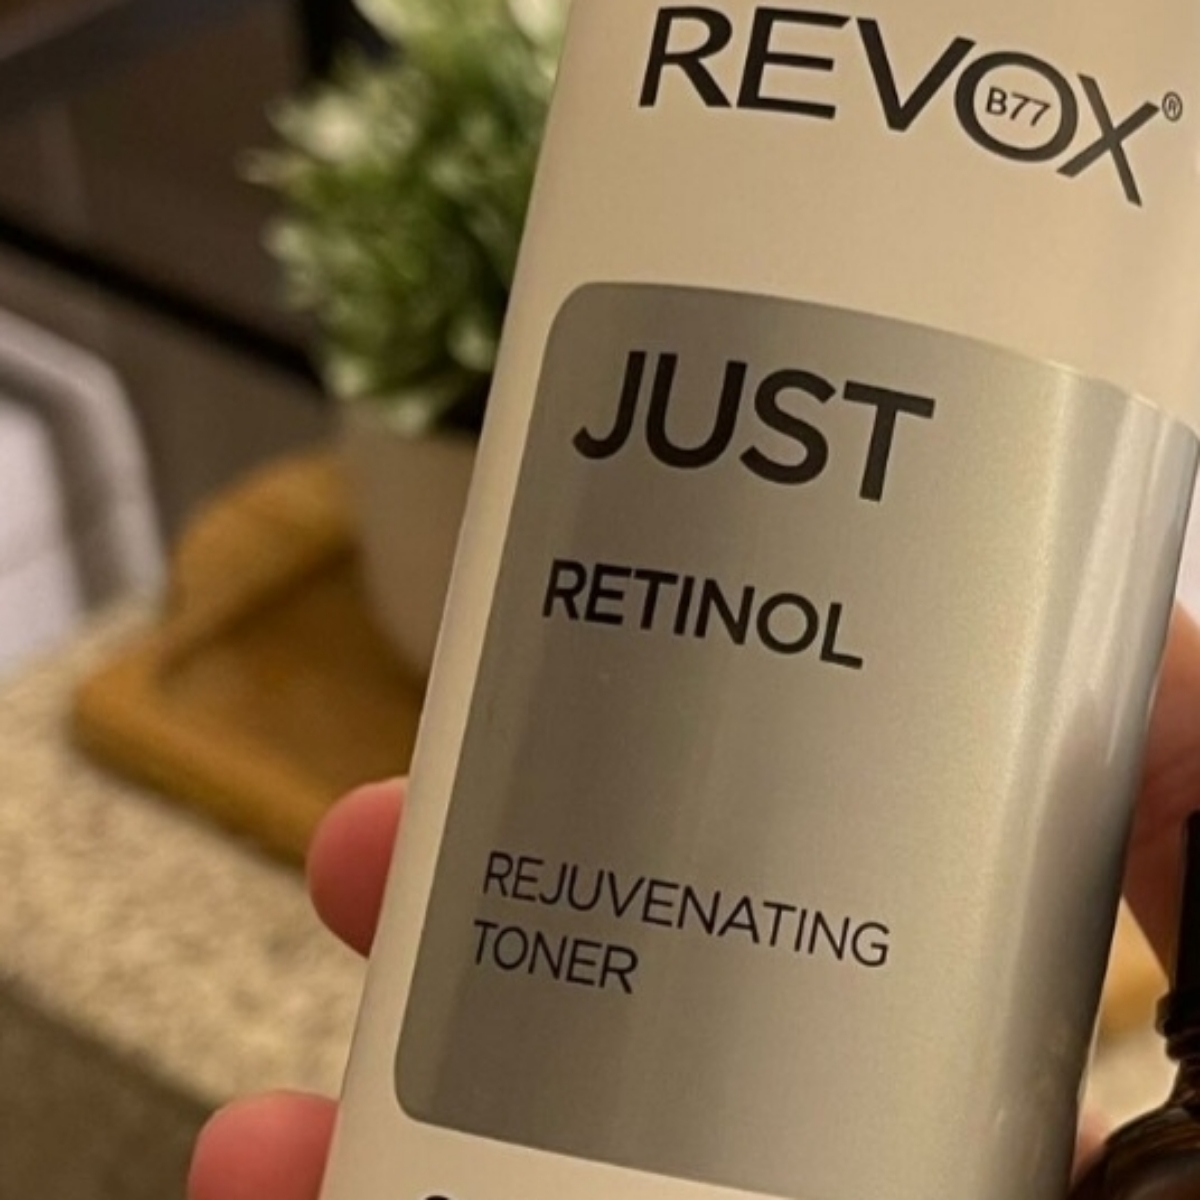 REVOX®
B77
JUST
RETINOL
REJUVENATING
TONER